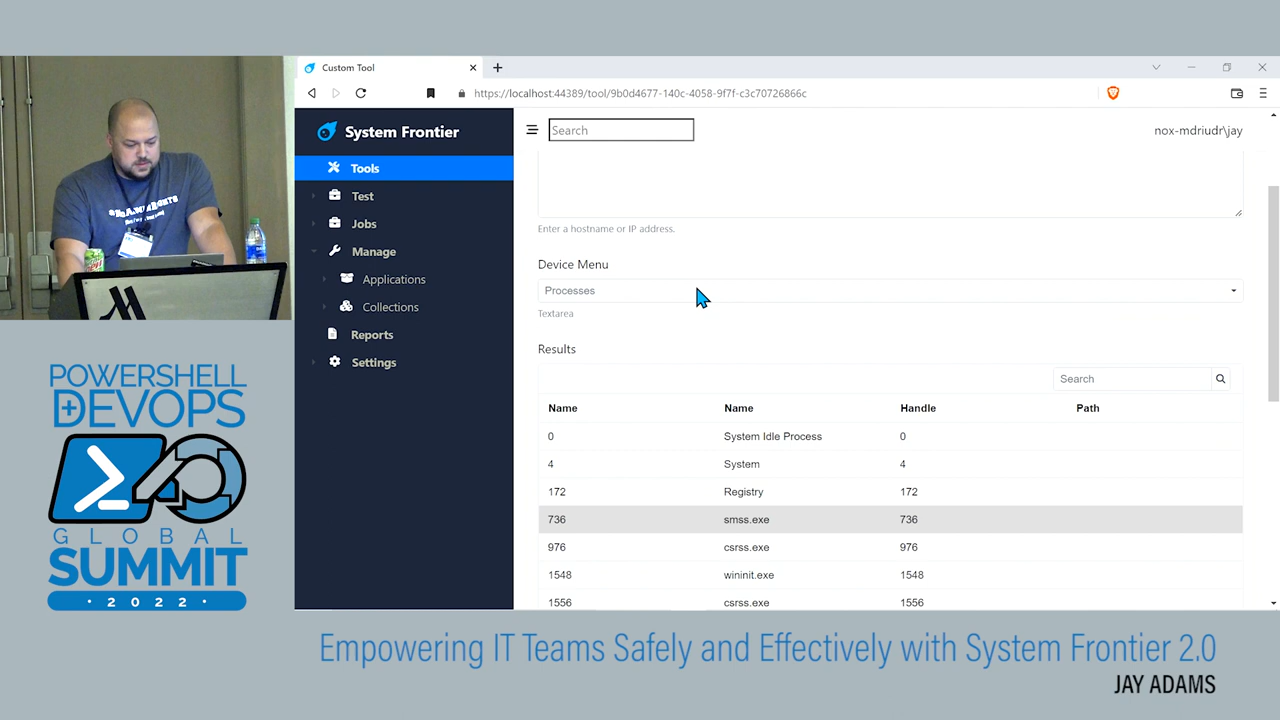 Custom Tool
https://localhost:44389/tool/9b0d4677-140c-4058-9f7f-c3c70726866c
System Frontier
Search
nox-mdriudr\jay
Tools
Test
Jobs
Manage
Applications
Collections
Reports
Settings
Enter a hostname or IP address.
Device Menu
Processes
Textarea
Results
Search
Name Name Handle Path
0 System Idle Process 0
4 System 4
172 Registry 172
736 smss.exe 736
976 csrss.exe 976
1548 wininit.exe 1548
1556 csrss.exe 1556
POWERSHELL
+DEVOPS
GLOBAL
SUMMIT
· 2022 ·
Empowering IT Teams Safely and Effectively with System Frontier 2.0
JAY ADAMS